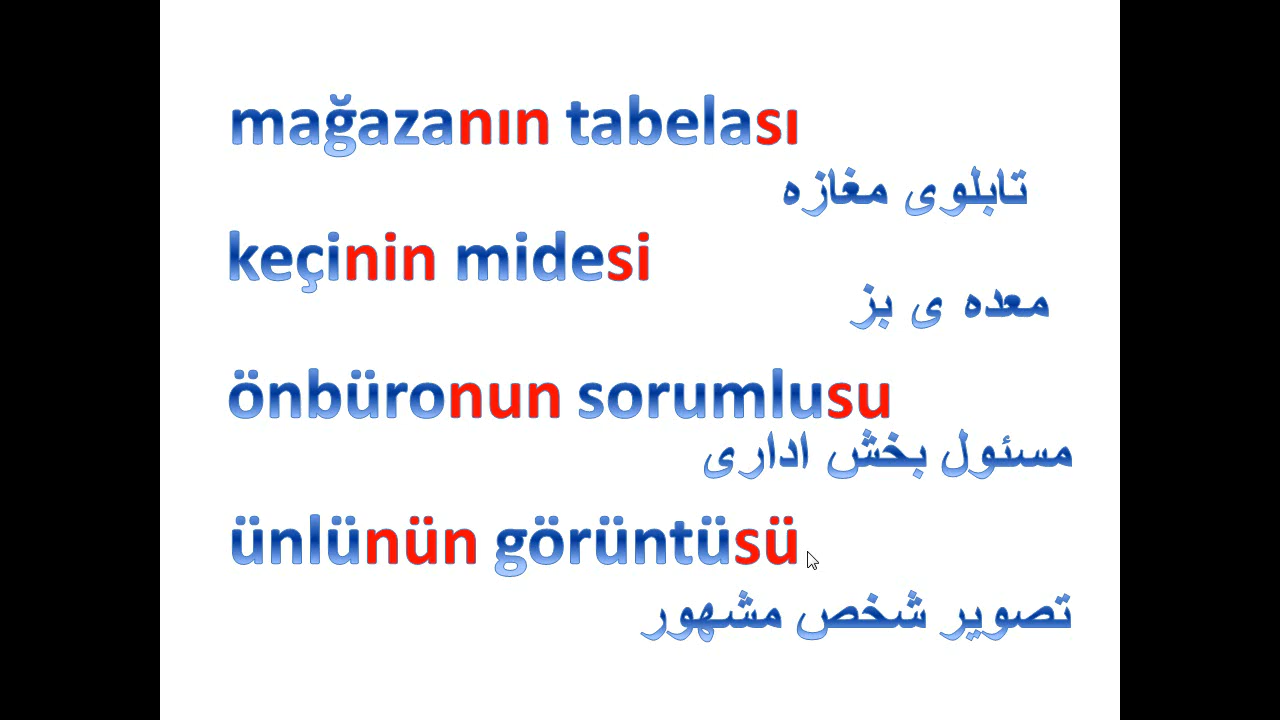 mağazanın tabelası
تابلوی مغازه
keçinin midesi
معده ی بز
önbüronun sorumlusu
مسئول بخش اداری
ünlünün görüntüsü
تصویر شخص مشهور